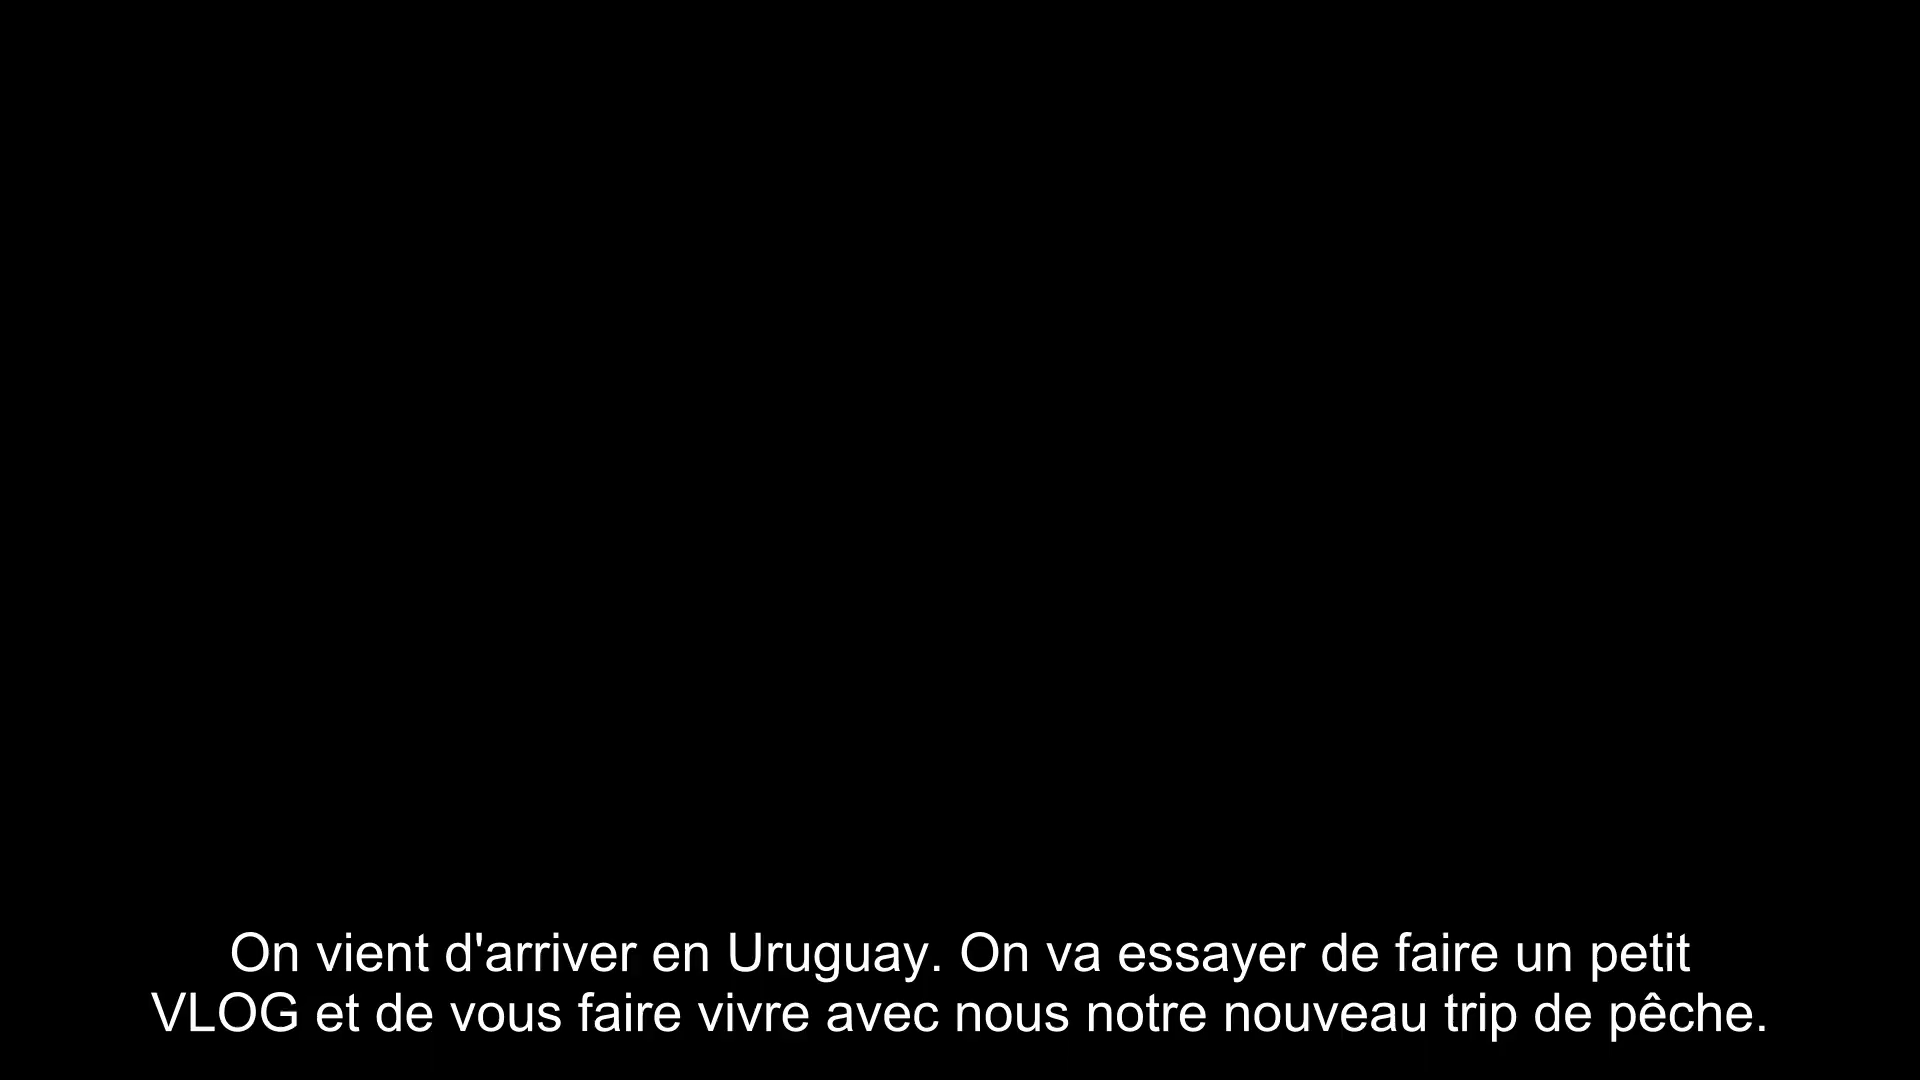 On vient d'arriver en Uruguay. On va essayer de faire un petit
VLOG et de vous faire vivre avec nous notre nouveau trip de pêche.